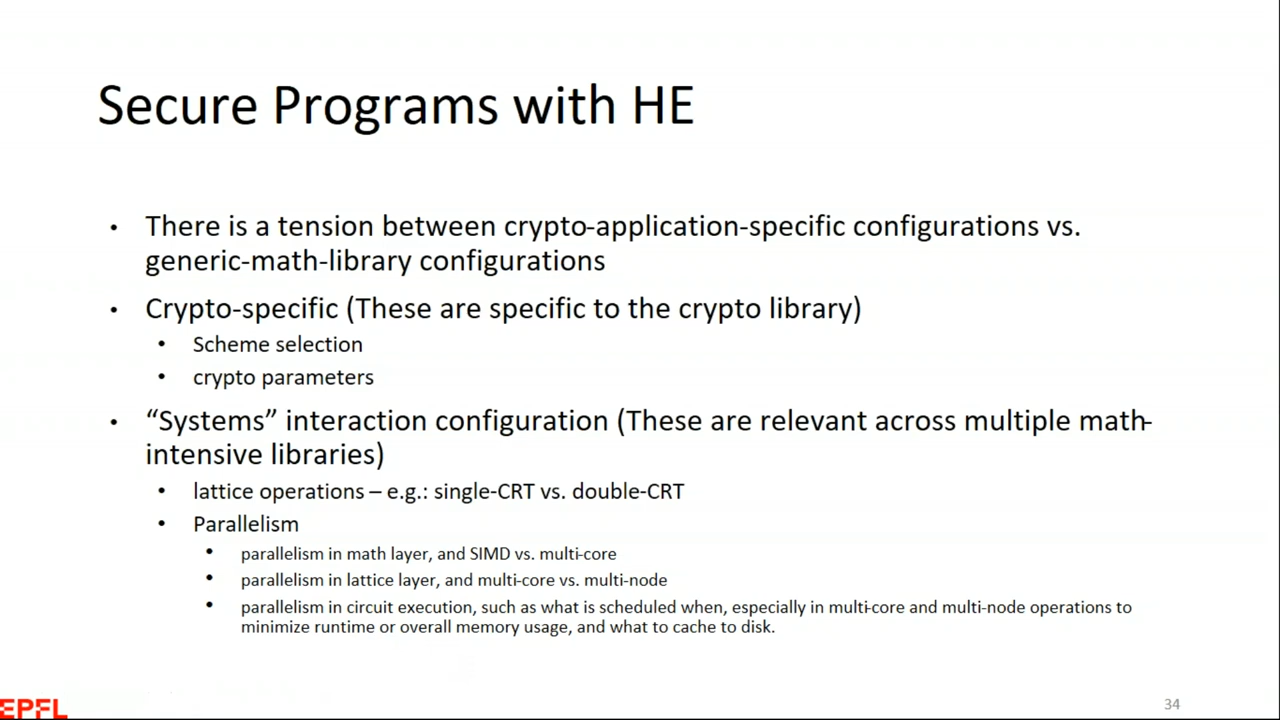 Secure Programs with HE
• There is a tension between crypto-application-specific configurations vs.
generic-math-library configurations
• Crypto-specific (These are specific to the crypto library)
• Scheme selection
• crypto parameters
• “Systems” interaction configuration (These are relevant across multiple math-
intensive libraries)
• lattice operations – e.g.: single-CRT vs. double-CRT
• Parallelism
• parallelism in math layer, and SIMD vs. multi-core
• parallelism in lattice layer, and multi-core vs. multi-node
• parallelism in circuit execution, such as what is scheduled when, especially in multi-core and multi-node operations to
minimize runtime or overall memory usage, and what to cache to disk.
EPFL
34